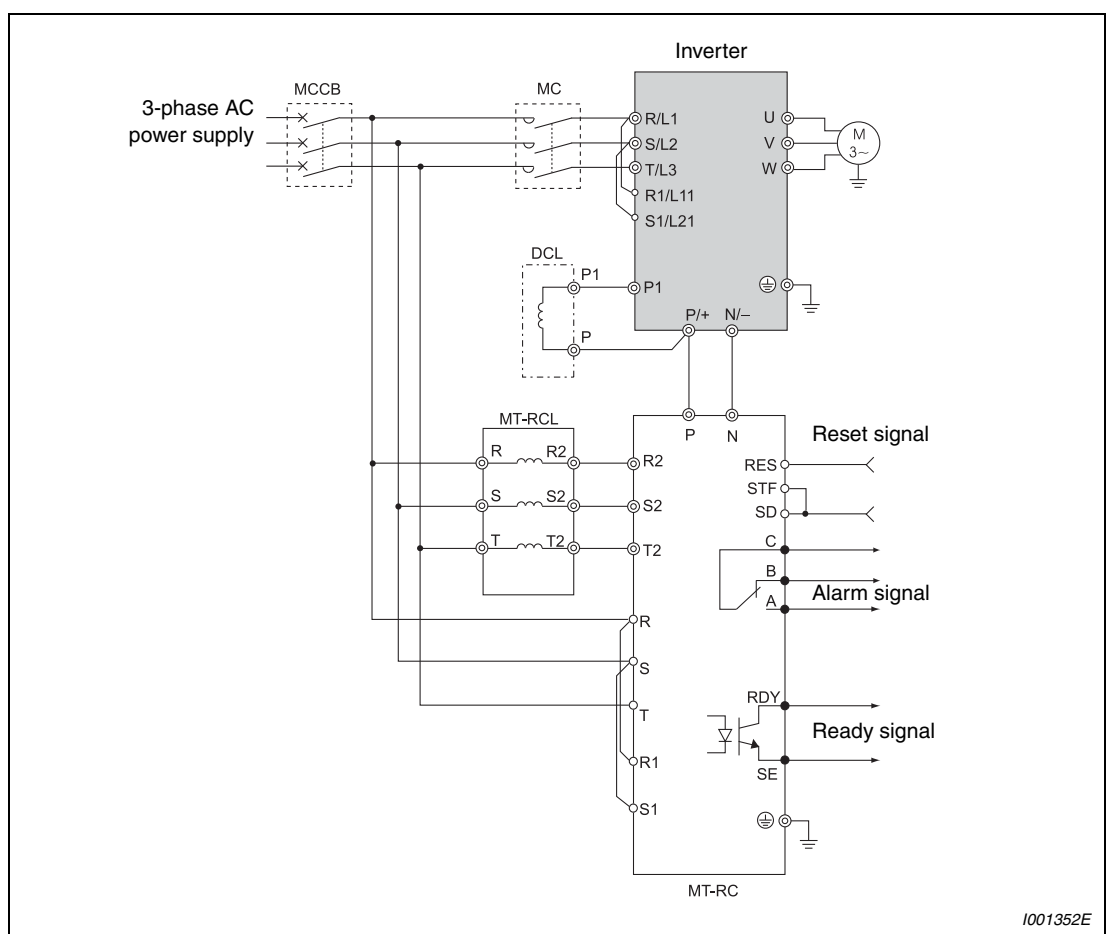 Inverter
3-phase AC
power supply
MCCB
MC
R/L1
S/L2
T/L3
R1/L11
S1/L21
U
V
W
M
3~
DCL
P1
P
P1
P/+
N/–
MT-RCL
R
R2
S
S2
T
T2
P
N
R2
S2
T2
R
S
T
R1
S1
RES
STF
SD
C
B
A
RDY
SE
Reset signal
Alarm signal
Ready signal
MT-RC
I001352E